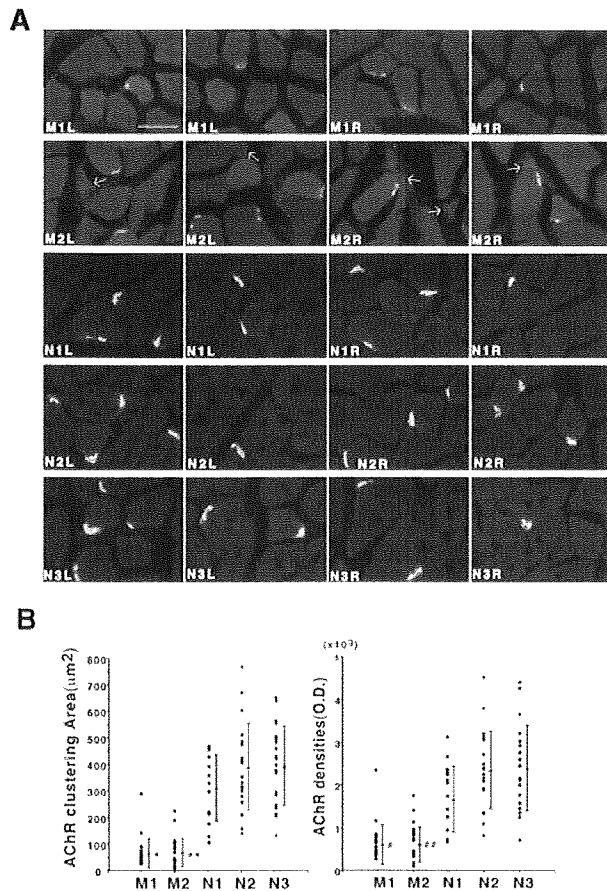 A
M1L M1L M1R M1R
M2L M2L M2R M2R
N1L N1L N1R N1R
N2L N2L N2R N2R
N3L N3L N3R N3R
B
AChR clustering Area(μm2)
800
700
600
500
400
300
200
100
0
#
##
M1 M2 N1 N2 N3
AChR densities(O.D.)
5
4
3
2
1
0
#
##
M1 M2 N1 N2 N3